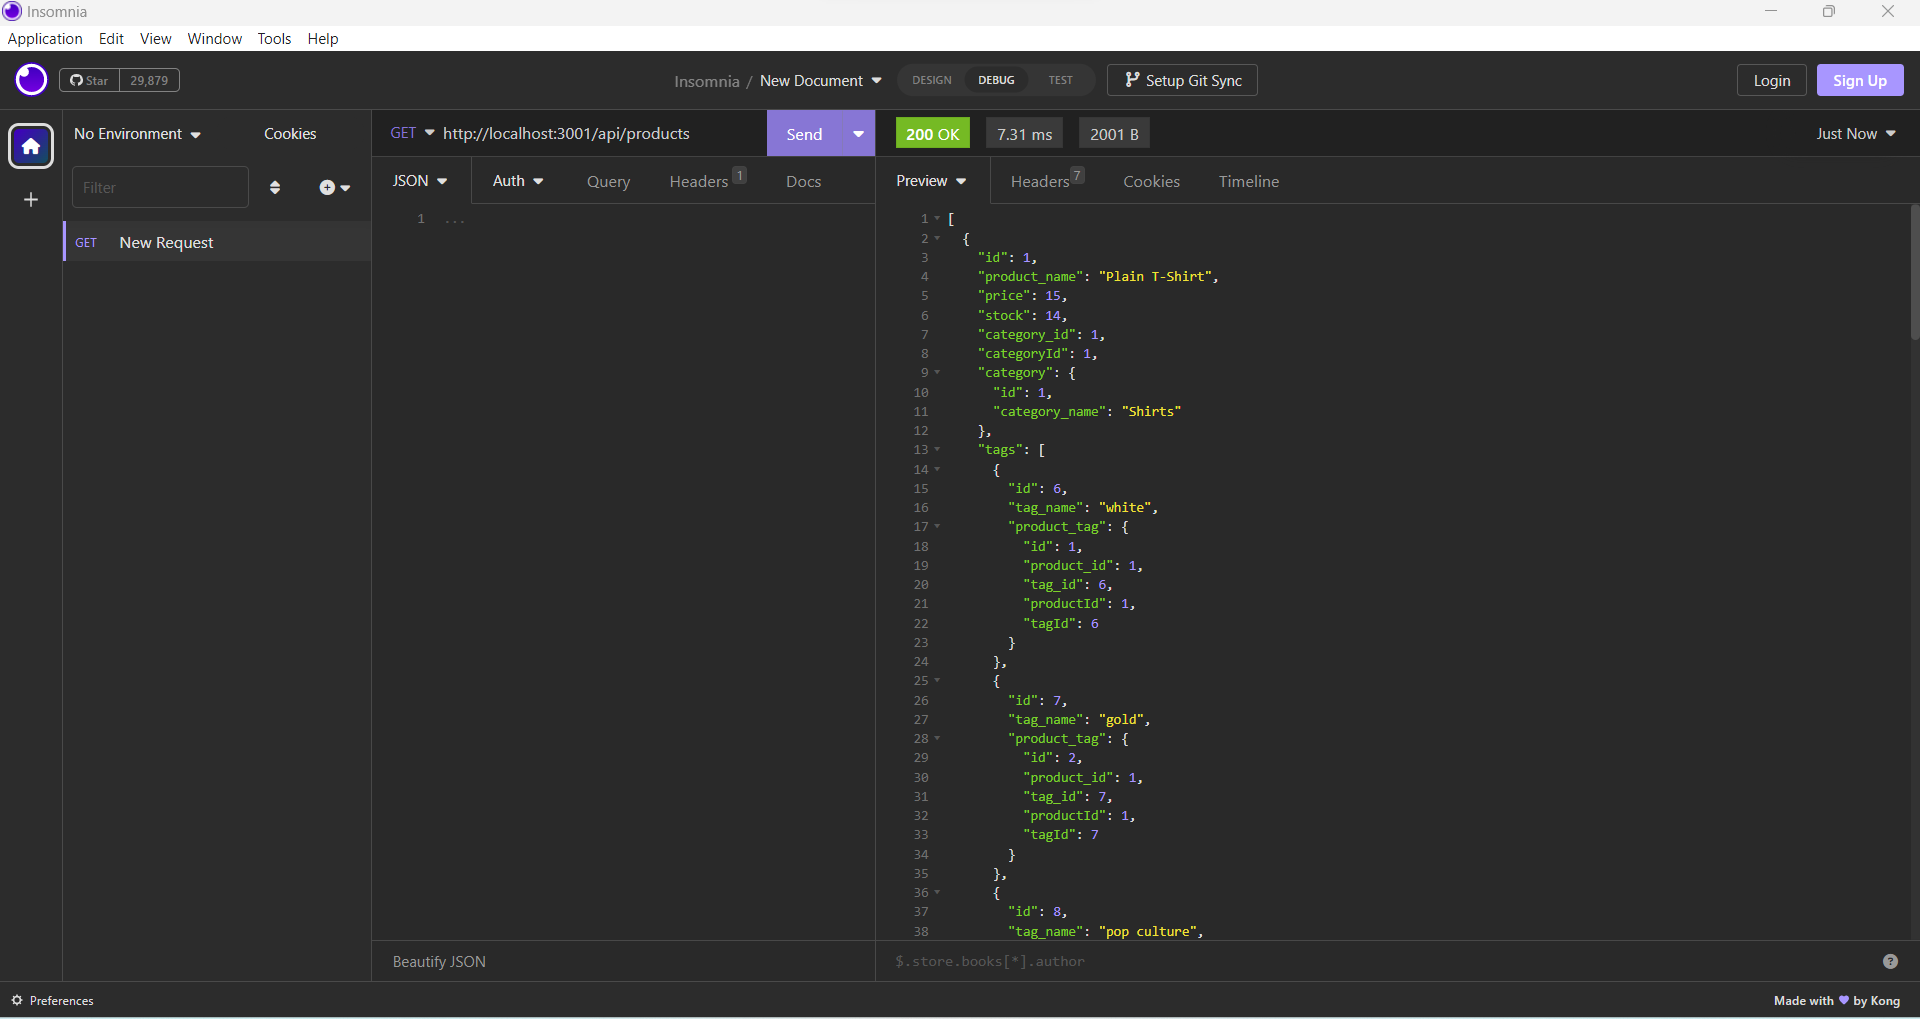 Insomnia
Application Edit View Window Tools Help
Star 29,879
Insomnia / New Document
DESIGN DEBUG TEST
Setup Git Sync
Login
Sign Up
No Environment
Cookies
GET http://localhost:3001/api/products
Send
200 OK
7.31 ms
2001 B
Just Now
Filter
JSON Auth Query Headers 1 Docs
Preview Headers 7 Cookies Timeline
GET New Request
1 ...
1 [
2 {
3 "id": 1,
4 "product_name": "Plain T-Shirt",
5 "price": 15,
6 "stock": 14,
7 "category_id": 1,
8 "categoryId": 1,
9 "category": {
10 "id": 1,
11 "category_name": "Shirts"
12 },
13 "tags": [
14 {
15 "id": 6,
16 "tag_name": "white",
17 "product_tag": {
18 "id": 1,
19 "product_id": 1,
20 "tag_id": 6,
21 "productId": 1,
22 "tagId": 6
23 }
24 },
25 {
26 "id": 7,
27 "tag_name": "gold",
28 "product_tag": {
29 "id": 2,
30 "product_id": 1,
31 "tag_id": 7,
32 "productId": 1,
33 "tagId": 7
34 }
35 },
36 {
37 "id": 8,
38 "tag_name": "pop culture",
Beautify JSON
$.store.books[*].author
?
Preferences
Made with ♥ by Kong